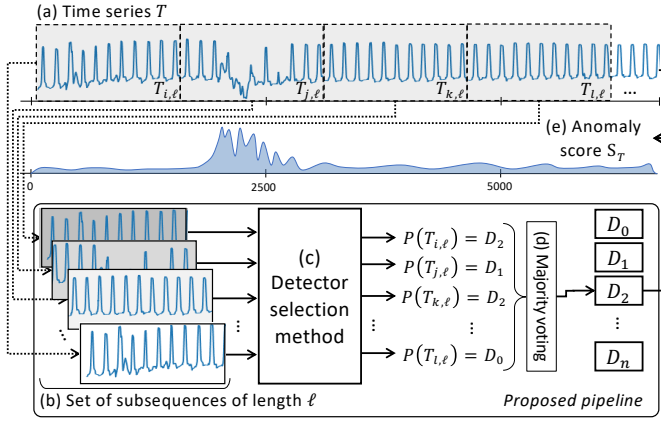 (a) Time series T
T_{i,ℓ} T_{j,ℓ} T_{k,ℓ} T_{l,ℓ} ...
(e) Anomaly
score S_T
0 2500 5000
(c)
Detector
selection
method
P(T_{i,ℓ}) = D_2
P(T_{j,ℓ}) = D_1
P(T_{k,ℓ}) = D_2
⋮
P(T_{l,ℓ}) = D_0
(d) Majority
voting
D_0
D_1
D_2
⋮
D_n
(b) Set of subsequences of length ℓ
Proposed pipeline